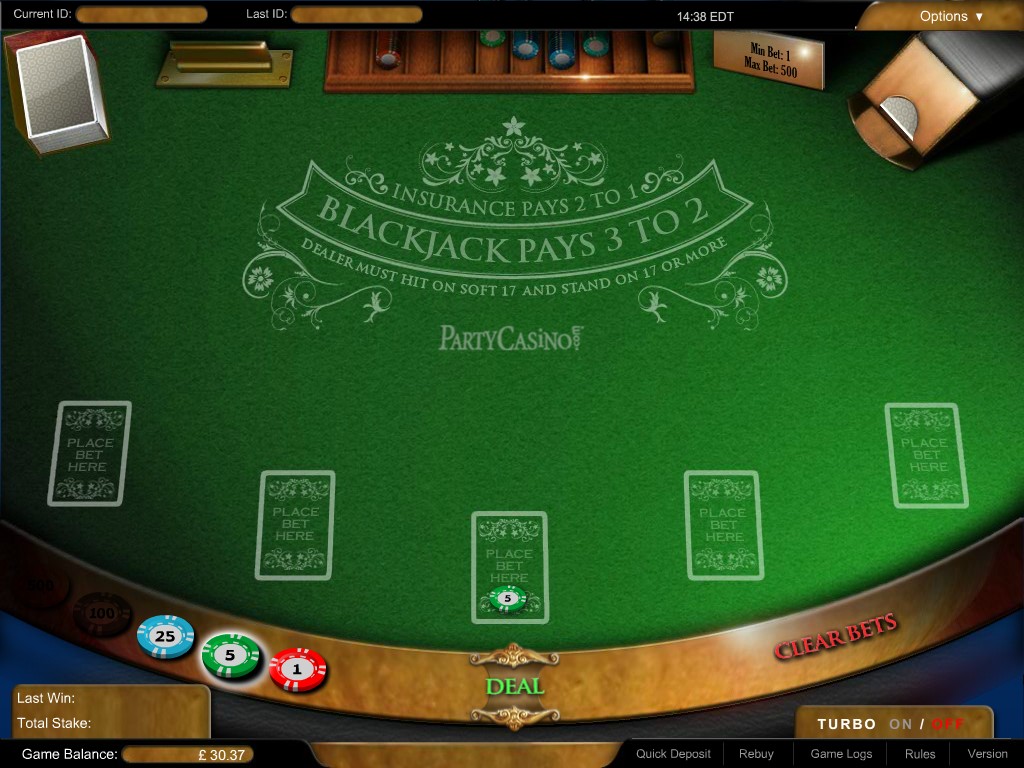 Current ID:
Last ID:
14:38 EDT
Options ▼
Min Bet: 1
Max Bet: 500
INSURANCE PAYS 2 TO 1
BLACKJACK PAYS 3 TO 2
DEALER MUST HIT ON SOFT 17 AND STAND ON 17 OR MORE
PARTYCASINO.COM
PLACE
BET
HERE
PLACE
BET
HERE
PLACE
BET
HERE
5
PLACE
BET
HERE
PLACE
BET
HERE
500
100
25
5
1
CLEAR BETS
DEAL
Last Win:
Total Stake:
TURBO ON / OFF
Game Balance: £ 30.37
Quick Deposit
Rebuy
Game Logs
Rules
Version